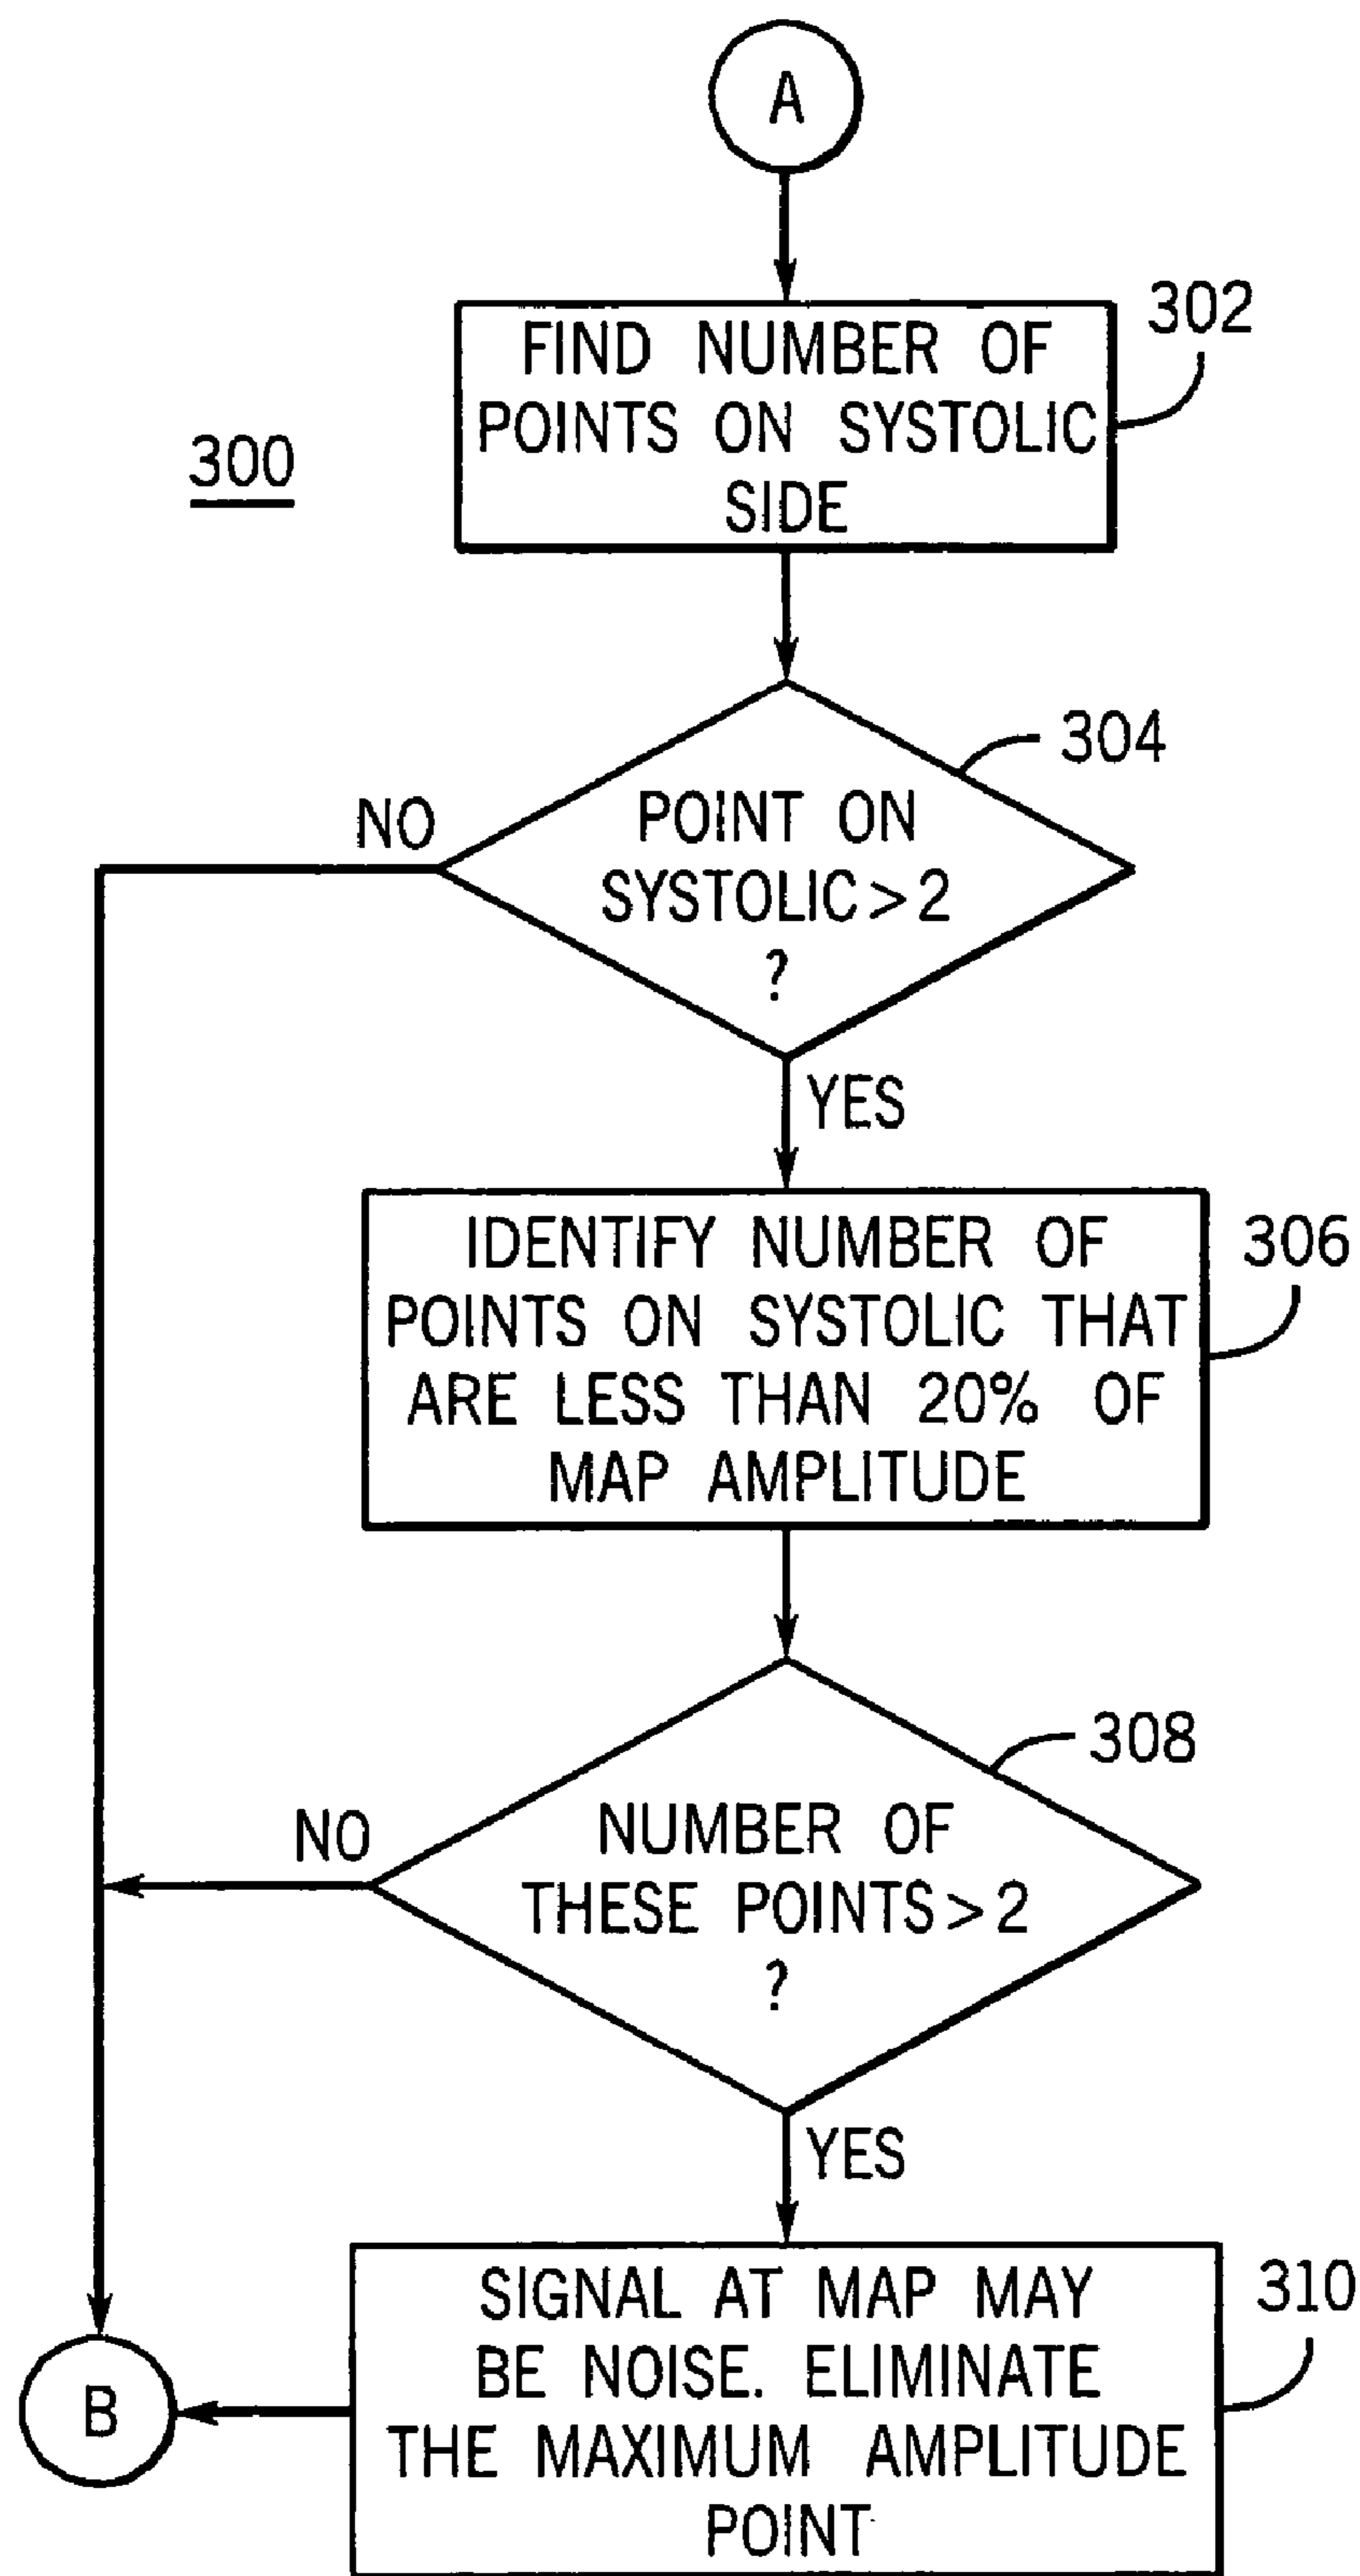 A
302
FIND NUMBER OF
POINTS ON SYSTOLIC
SIDE
300
304
NO
POINT ON
SYSTOLIC > 2
?
YES
306
IDENTIFY NUMBER OF
POINTS ON SYSTOLIC THAT
ARE LESS THAN 20% OF
MAP AMPLITUDE
308
NO
NUMBER OF
THESE POINTS > 2
?
YES
310
SIGNAL AT MAP MAY
BE NOISE. ELIMINATE
THE MAXIMUM AMPLITUDE
POINT
B